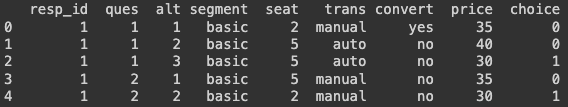 resp_id ques alt segment seat trans convert price choice
0 1 1 1 basic 2 manual yes 35 0
1 1 1 2 basic 5 auto no 40 0
2 1 1 3 basic 5 auto no 30 1
3 1 2 1 basic 5 manual no 35 0
4 1 2 2 basic 2 manual no 30 1